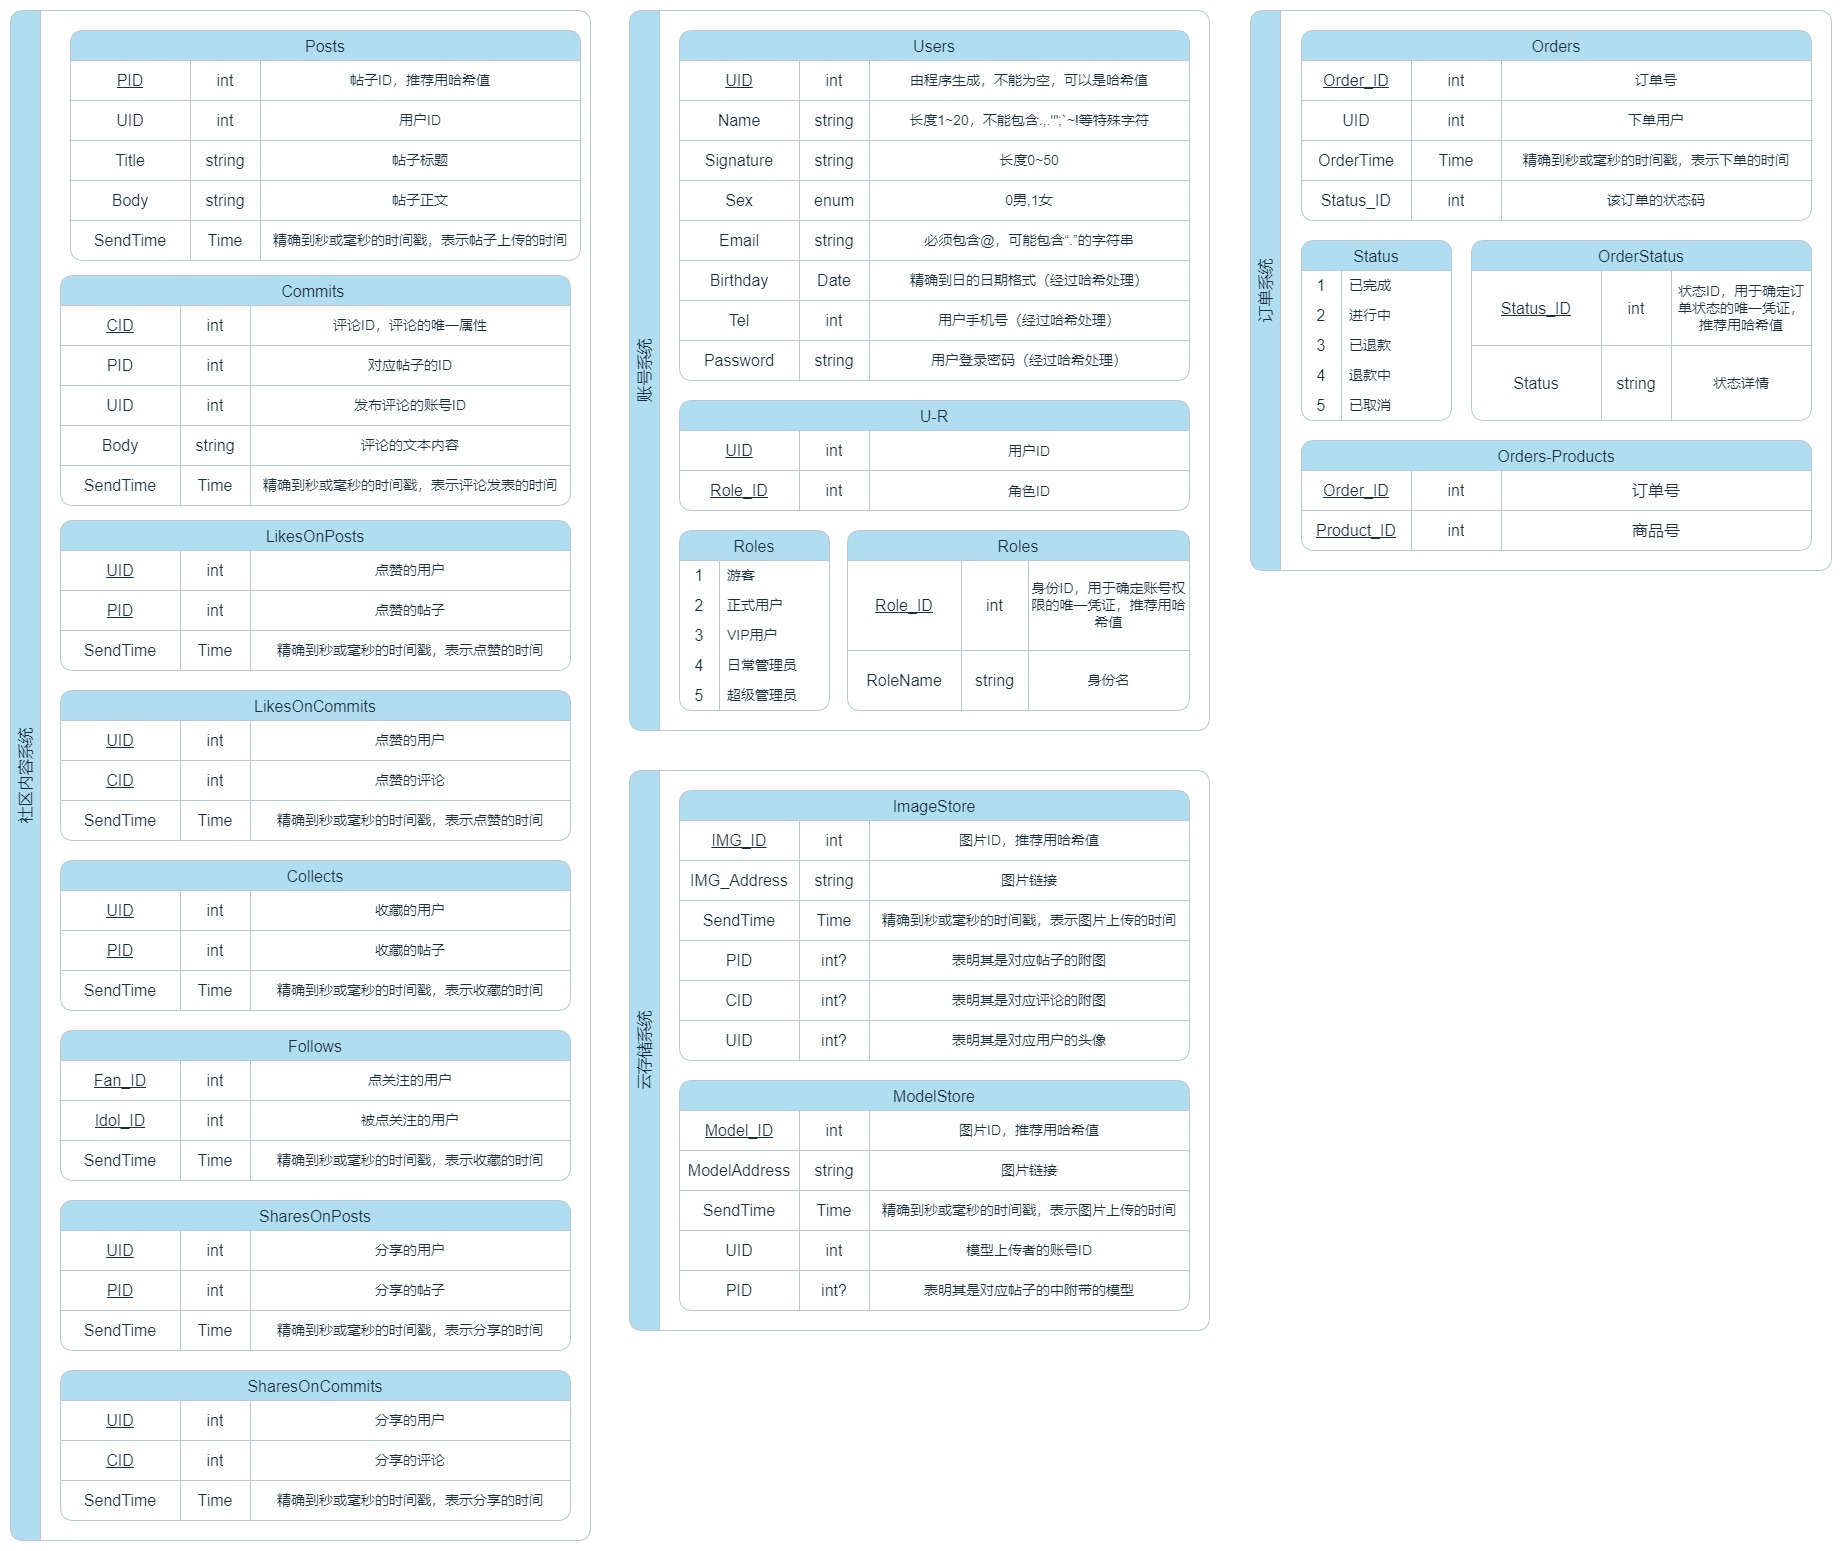 社区内容系统
Posts
PID int 帖子ID，推荐用哈希值
UID int 用户ID
Title string 帖子标题
Body string 帖子正文
SendTime Time 精确到秒或毫秒的时间戳，表示帖子上传的时间
Commits
CID int 评论ID，评论的唯一属性
PID int 对应帖子的ID
UID int 发布评论的账号ID
Body string 评论的文本内容
SendTime Time 精确到秒或毫秒的时间戳，表示评论发表的时间
LikesOnPosts
UID int 点赞的用户
PID int 点赞的帖子
SendTime Time 精确到秒或毫秒的时间戳，表示点赞的时间
LikesOnCommits
UID int 点赞的用户
CID int 点赞的评论
SendTime Time 精确到秒或毫秒的时间戳，表示点赞的时间
Collects
UID int 收藏的用户
PID int 收藏的帖子
SendTime Time 精确到秒或毫秒的时间戳，表示收藏的时间
Follows
Fan_ID int 点关注的用户
Idol_ID int 被点关注的用户
SendTime Time 精确到秒或毫秒的时间戳，表示收藏的时间
SharesOnPosts
UID int 分享的用户
PID int 分享的帖子
SendTime Time 精确到秒或毫秒的时间戳，表示分享的时间
SharesOnCommits
UID int 分享的用户
CID int 分享的评论
SendTime Time 精确到秒或毫秒的时间戳，表示分享的时间
账号系统
Users
UID int 由程序生成，不能为空，可以是哈希值
Name string 长度1~20，不能包含.,.'";`~!等特殊字符
Signature string 长度0~50
Sex enum 0男,1女
Email string 必须包含@，可能包含“.”的字符串
Birthday Date 精确到日的日期格式（经过哈希处理）
Tel int 用户手机号（经过哈希处理）
Password string 用户登录密码（经过哈希处理）
U-R
UID int 用户ID
Role_ID int 角色ID
Roles
1 游客
2 正式用户
3 VIP用户
4 日常管理员
5 超级管理员
Roles
Role_ID int 身份ID，用于确定账号权
限的唯一凭证，推荐用哈
希值
RoleName string 身份名
云存储系统
ImageStore
IMG_ID int 图片ID，推荐用哈希值
IMG_Address string 图片链接
SendTime Time 精确到秒或毫秒的时间戳，表示图片上传的时间
PID int? 表明其是对应帖子的附图
CID int? 表明其是对应评论的附图
UID int? 表明其是对应用户的头像
ModelStore
Model_ID int 图片ID，推荐用哈希值
ModelAddress string 图片链接
SendTime Time 精确到秒或毫秒的时间戳，表示图片上传的时间
UID int 模型上传者的账号ID
PID int? 表明其是对应帖子的中附带的模型
订单系统
Orders
Order_ID int 订单号
UID int 下单用户
OrderTime Time 精确到秒或毫秒的时间戳，表示下单的时间
Status_ID int 该订单的状态码
Status
1 已完成
2 进行中
3 已退款
4 退款中
5 已取消
OrderStatus
Status_ID int 状态ID，用于确定订
单状态的唯一凭证，
推荐用哈希值
Status string 状态详情
Orders-Products
Order_ID int 订单号
Product_ID int 商品号